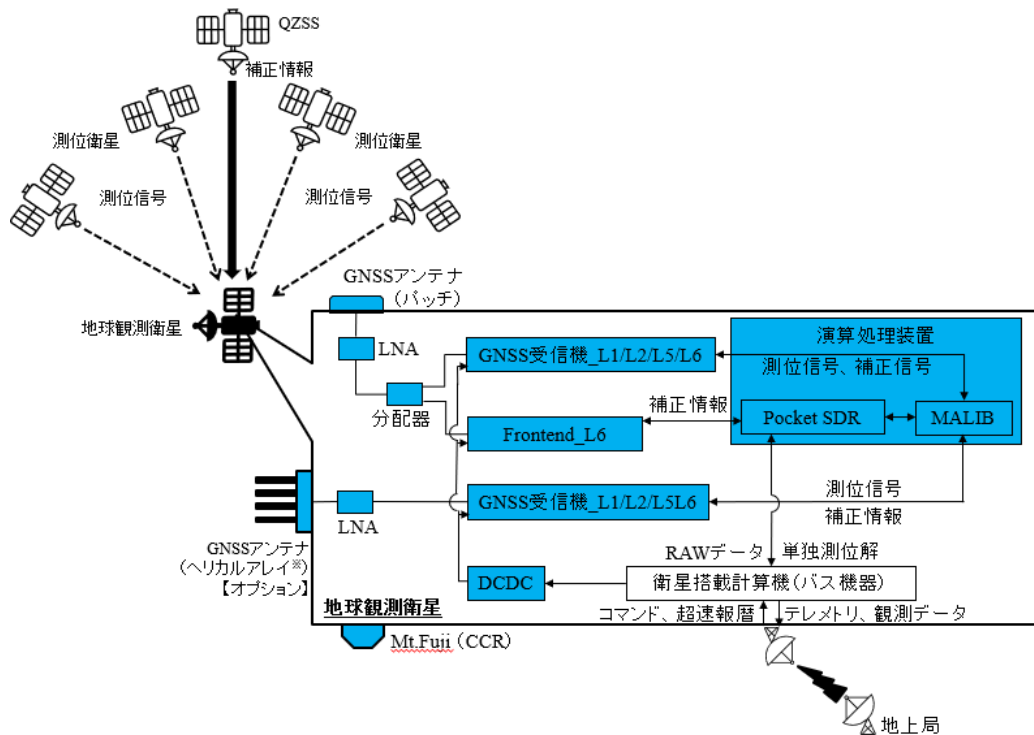 QZSS
補正情報
測位衛星
測位衛星
測位信号
測位信号
地球観測衛星
GNSSアンテナ
(パッチ)
LNA
分配器
GNSS受信機_L1/L2/L5/L6
演算処理装置
測位信号、補正信号
補正情報
Pocket SDR
MALIB
Frontend_L6
GNSS受信機_L1/L2/L5L6
測位信号
補正情報
LNA
GNSSアンテナ
(ヘリカルアレイ※)
【オプション】
RAWデータ
単独測位解
DCDC
衛星搭載計算機(バス機器)
地球観測衛星
コマンド、超速報暦
テレメトリ、観測データ
Mt.Fuji(CCR)
地上局